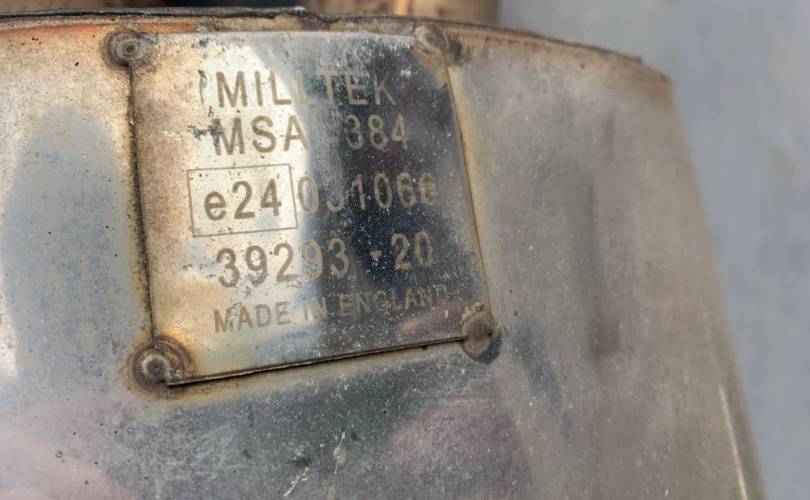 MILLTEK
MSA 384
e24
39293-20
MADE IN ENGLAND